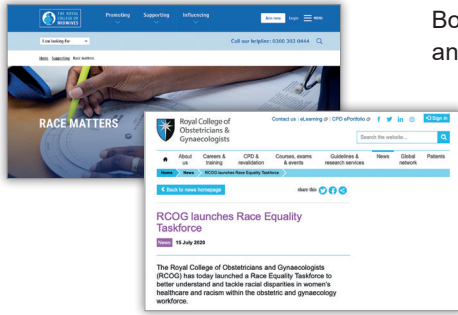 Bo
an
THE ROYAL
COLLEGE OF
MIDWIVES
Promoting Supporting Influencing
Join now Login MENU
I am looking for
Call our helpline: 0300 303 0444
Home Supporting Race matters
RACE MATTERS
Royal College of
Obstetricians &
Gynaecologists
Contact us | eLearning | CPD ePortfolio
Sign in
Search the website...
About us
Careers & training
CPD & revalidation
Courses, exams & events
Guidelines & research services
News
Global network
Patients
Home News RCOG launches Race Equality Taskforce
Back to news homepage
share this
RCOG launches Race Equality
Taskforce
News 15 July 2020
The Royal College of Obstetricians and Gynaecologists
(RCOG) has today launched a Race Equality Taskforce to
better understand and tackle racial disparities in women's
healthcare and racism within the obstetric and gynaecology
workforce.